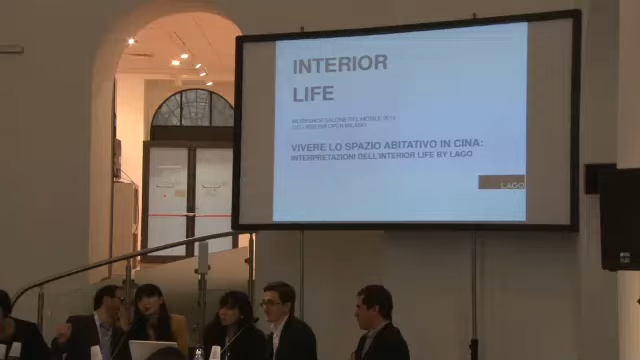 INTERIOR
LIFE
VIVERE LO SPAZIO ABITATIVO IN CINA:
INTERPRETAZIONI DELL'INTERIOR LIFE BY LAGO
LAGO